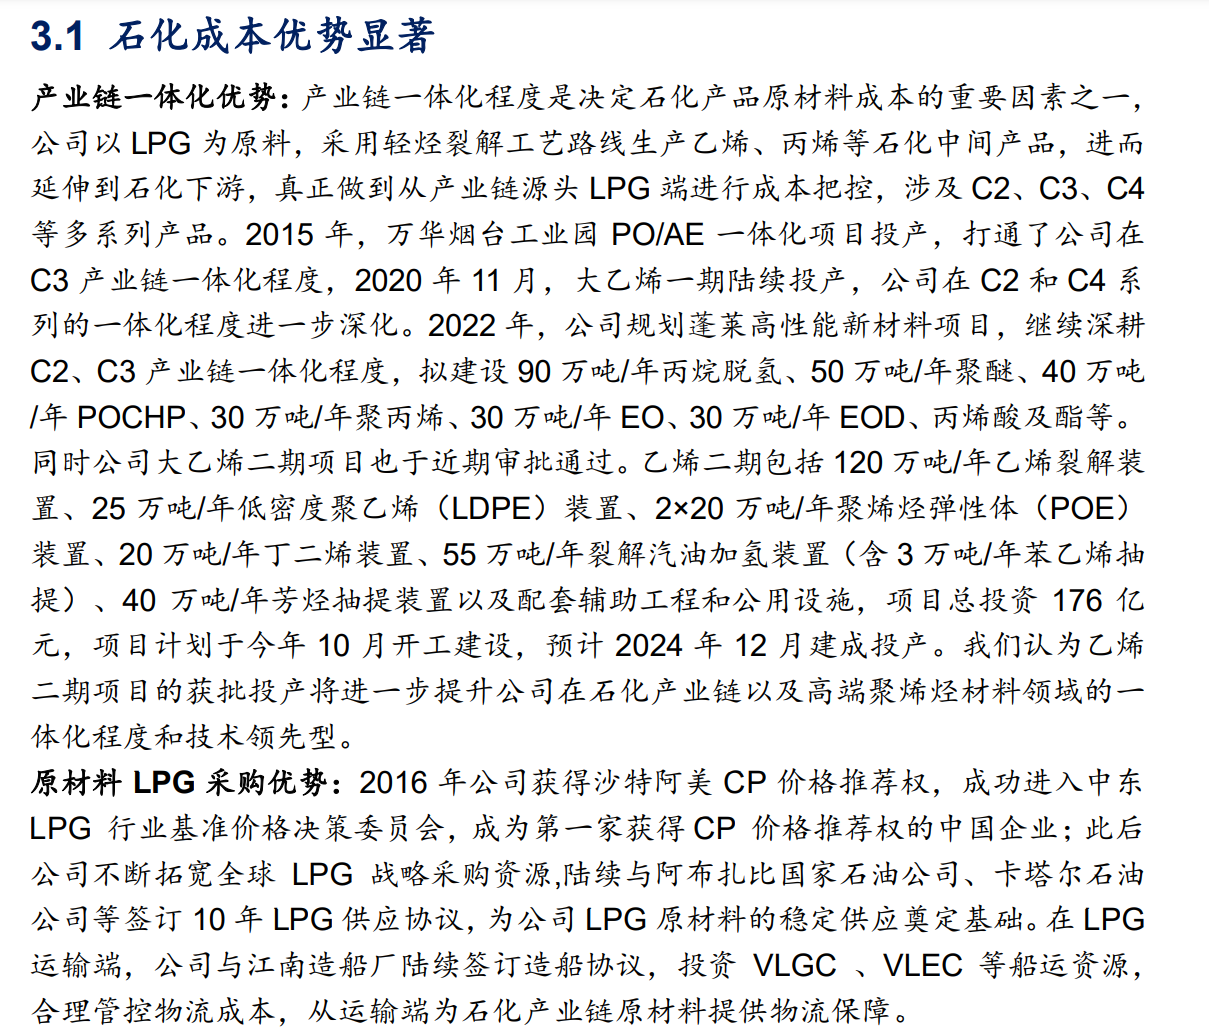 3.1 石化成本优势显著
产业链一体化优势：产业链一体化程度是决定石化产品原材料成本的重要因素之一，
公司以 LPG 为原料，采用轻烃裂解工艺路线生产乙烯、丙烯等石化中间产品，进而
延伸到石化下游，真正做到从产业链源头 LPG 端进行成本把控，涉及 C2、C3、C4
等多系列产品。2015 年，万华烟台工业园 PO/AE 一体化项目投产，打通了公司在
C3 产业链一体化程度，2020 年 11 月，大乙烯一期陆续投产，公司在 C2 和 C4 系
列的一体化程度进一步深化。2022 年，公司规划蓬莱高性能新材料项目，继续深耕
C2、C3 产业链一体化程度，拟建设 90 万吨/年丙烷脱氢、50 万吨/年聚醚、40 万吨
/年 POCHP、30 万吨/年聚丙烯、30 万吨/年 EO、30 万吨/年 EOD、丙烯酸及酯等。
同时公司大乙烯二期项目也于近期审批通过。乙烯二期包括 120 万吨/年乙烯裂解装
置、25 万吨/年低密度聚乙烯（LDPE）装置、2×20 万吨/年聚烯烃弹性体（POE）
装置、20 万吨/年丁二烯装置、55 万吨/年裂解汽油加氢装置（含 3 万吨/年苯乙烯抽
提）、40 万吨/年芳烃抽提装置以及配套辅助工程和公用设施，项目总投资 176 亿
元，项目计划于今年 10 月开工建设，预计 2024 年 12 月建成投产。我们认为乙烯
二期项目的获批投产将进一步提升公司在石化产业链以及高端聚烯烃材料领域的一
体化程度和技术领先型。
原材料 LPG 采购优势：2016 年公司获得沙特阿美 CP 价格推荐权，成功进入中东
LPG 行业基准价格决策委员会，成为第一家获得 CP 价格推荐权的中国企业；此后
公司不断拓宽全球 LPG 战略采购资源,陆续与阿布扎比国家石油公司、卡塔尔石油
公司等签订 10 年 LPG 供应协议，为公司 LPG 原材料的稳定供应奠定基础。在 LPG
运输端，公司与江南造船厂陆续签订造船协议，投资 VLGC 、VLEC 等船运资源，
合理管控物流成本，从运输端为石化产业链原材料提供物流保障。